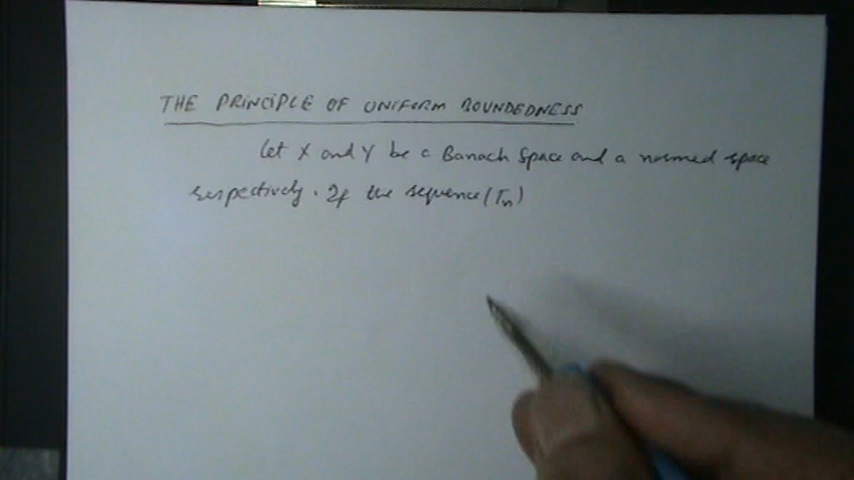 THE PRINCIPLE OF UNIFORM BOUNDEDNESS
Let X and Y be a Banach Space and a normed space
respectively. If the sequence (Tn)